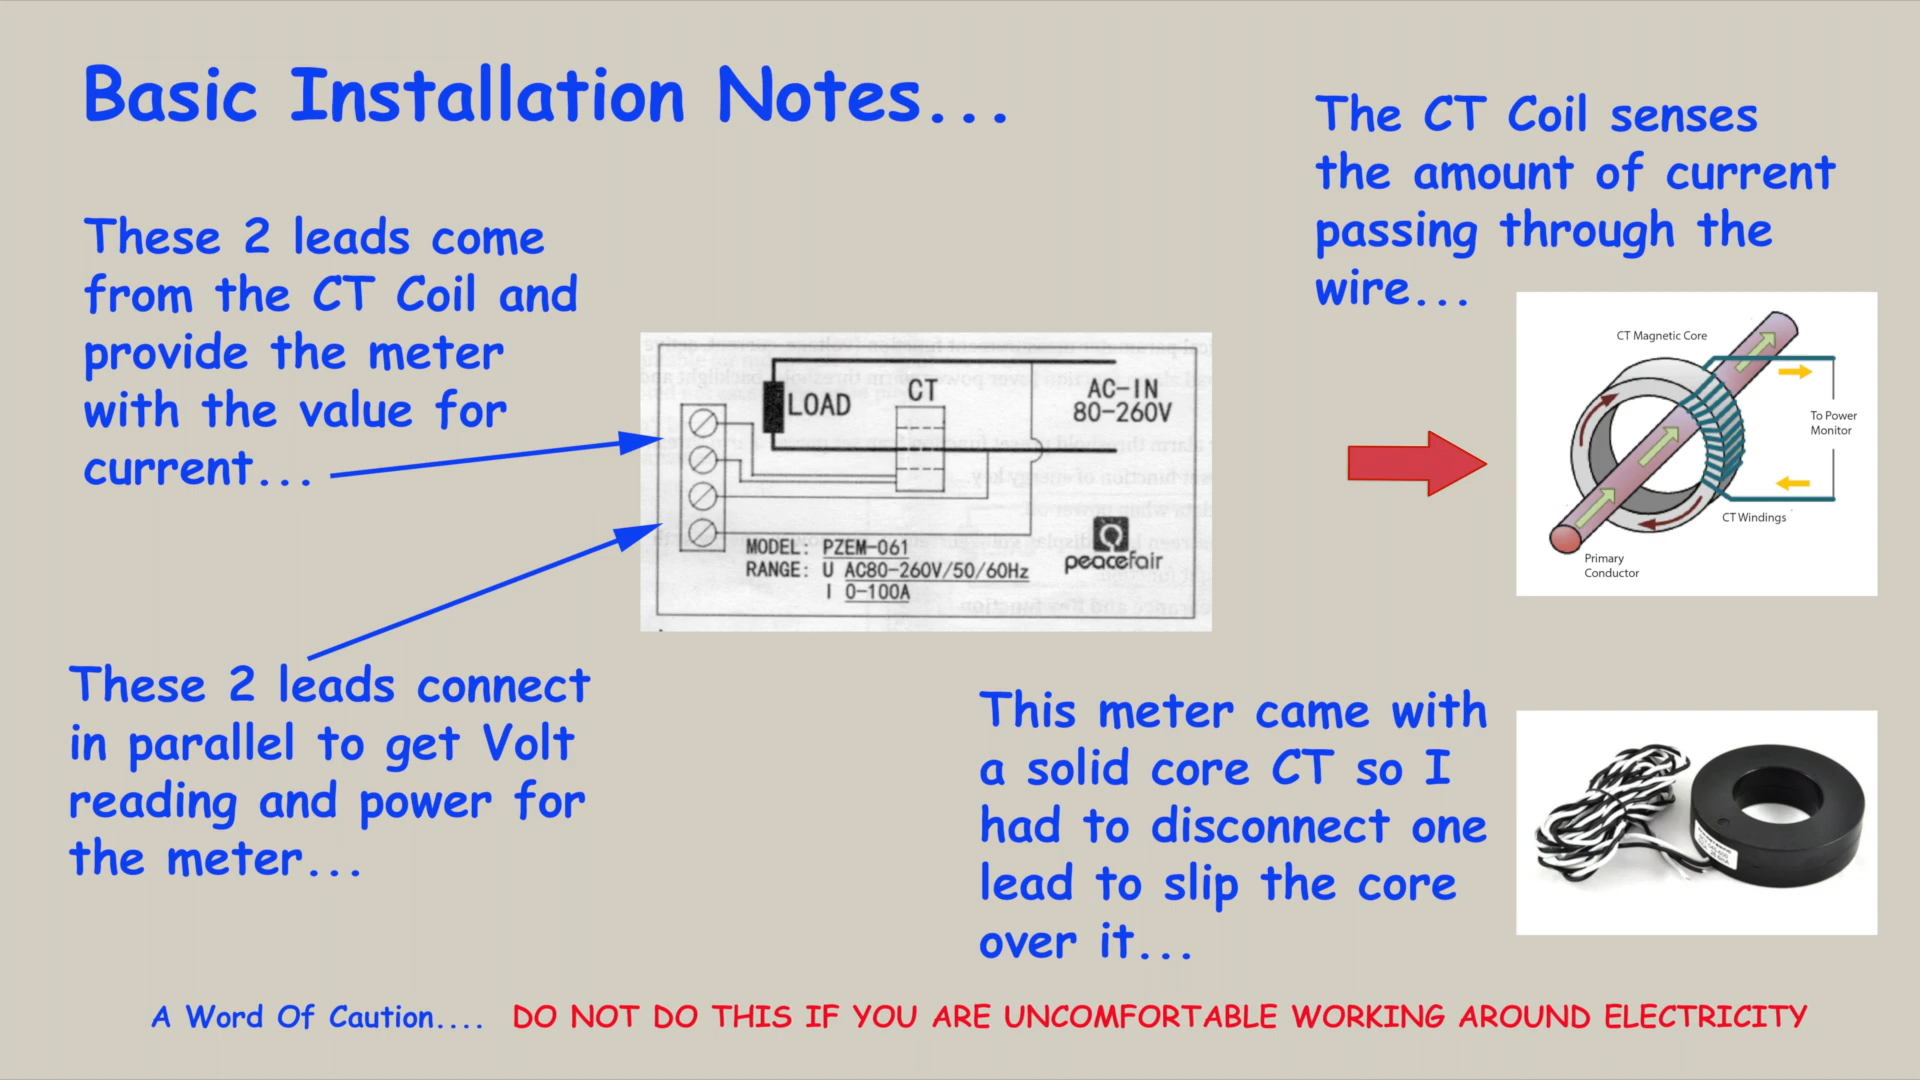 Basic Installation Notes...
These 2 leads come
from the CT Coil and
provide the meter
with the value for
current...
These 2 leads connect
in parallel to get Volt
reading and power for
the meter...
LOAD
CT
AC-IN
80-260V
MODEL: PZEM-061
RANGE: U AC80-260V/50/60Hz
I 0-100A
peacefair
The CT Coil senses
the amount of current
passing through the
wire...
CT Magnetic Core
To Power
Monitor
CT Windings
Primary
Conductor
This meter came with
a solid core CT so I
had to disconnect one
lead to slip the core
over it...
A Word Of Caution.... DO NOT DO THIS IF YOU ARE UNCOMFORTABLE WORKING AROUND ELECTRICITY